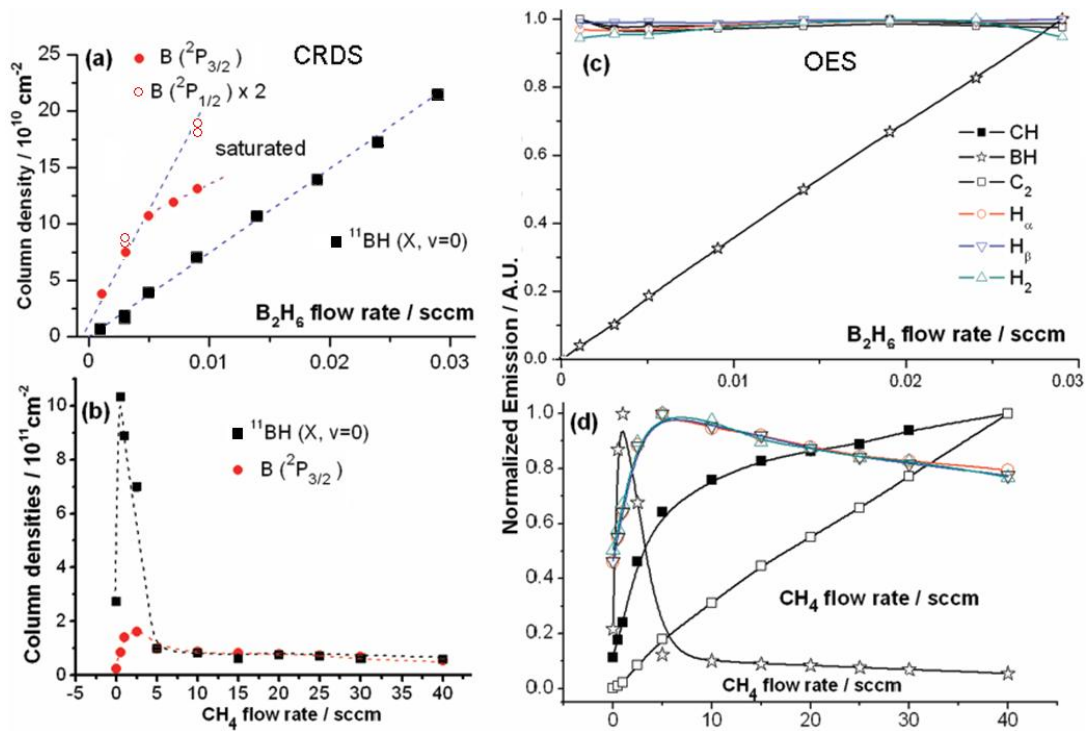 (a)
CRDS
B (²P₃/₂)
B (²P₁/₂) x 2
saturated
¹¹BH (X, v=0)
B₂H₆ flow rate / sccm
Column density / 10¹⁰ cm⁻²
25
20
15
10
5
0
0 0.01 0.02 0.03
(b)
¹¹BH (X, v=0)
B (²P₃/₂)
Column densities / 10¹¹cm⁻²
10
8
6
4
2
0
-5 0 5 10 15 20 25 30 35 40
CH₄ flow rate / sccm
Normalized Emission / A.U.
(c)
OES
CH
BH
C₂
Hα
Hβ
H₂
B₂H₆ flow rate / sccm
1.0
0.8
0.6
0.4
0.2
0.0
0.01 0.02 0.03
(d)
1.0
0.8
0.6
0.4
0.2
0.0
CH₄ flow rate / sccm
CH₄ flow rate / sccm
0 10 20 30 40